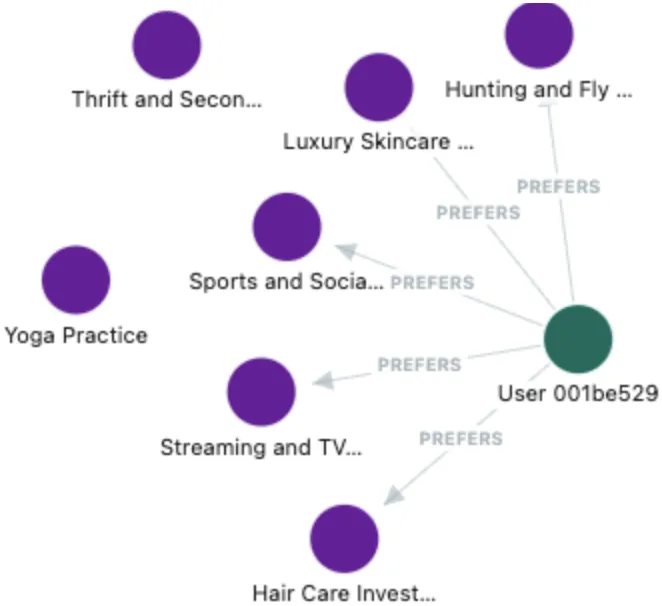 Thrift and Secon...
Hunting and Fly ...
Luxury Skincare ...
PREFERS
PREFERS
Sports and Socia...
PREFERS
Yoga Practice
PREFERS
User 001be529
Streaming and TV...
PREFERS
Hair Care Invest...